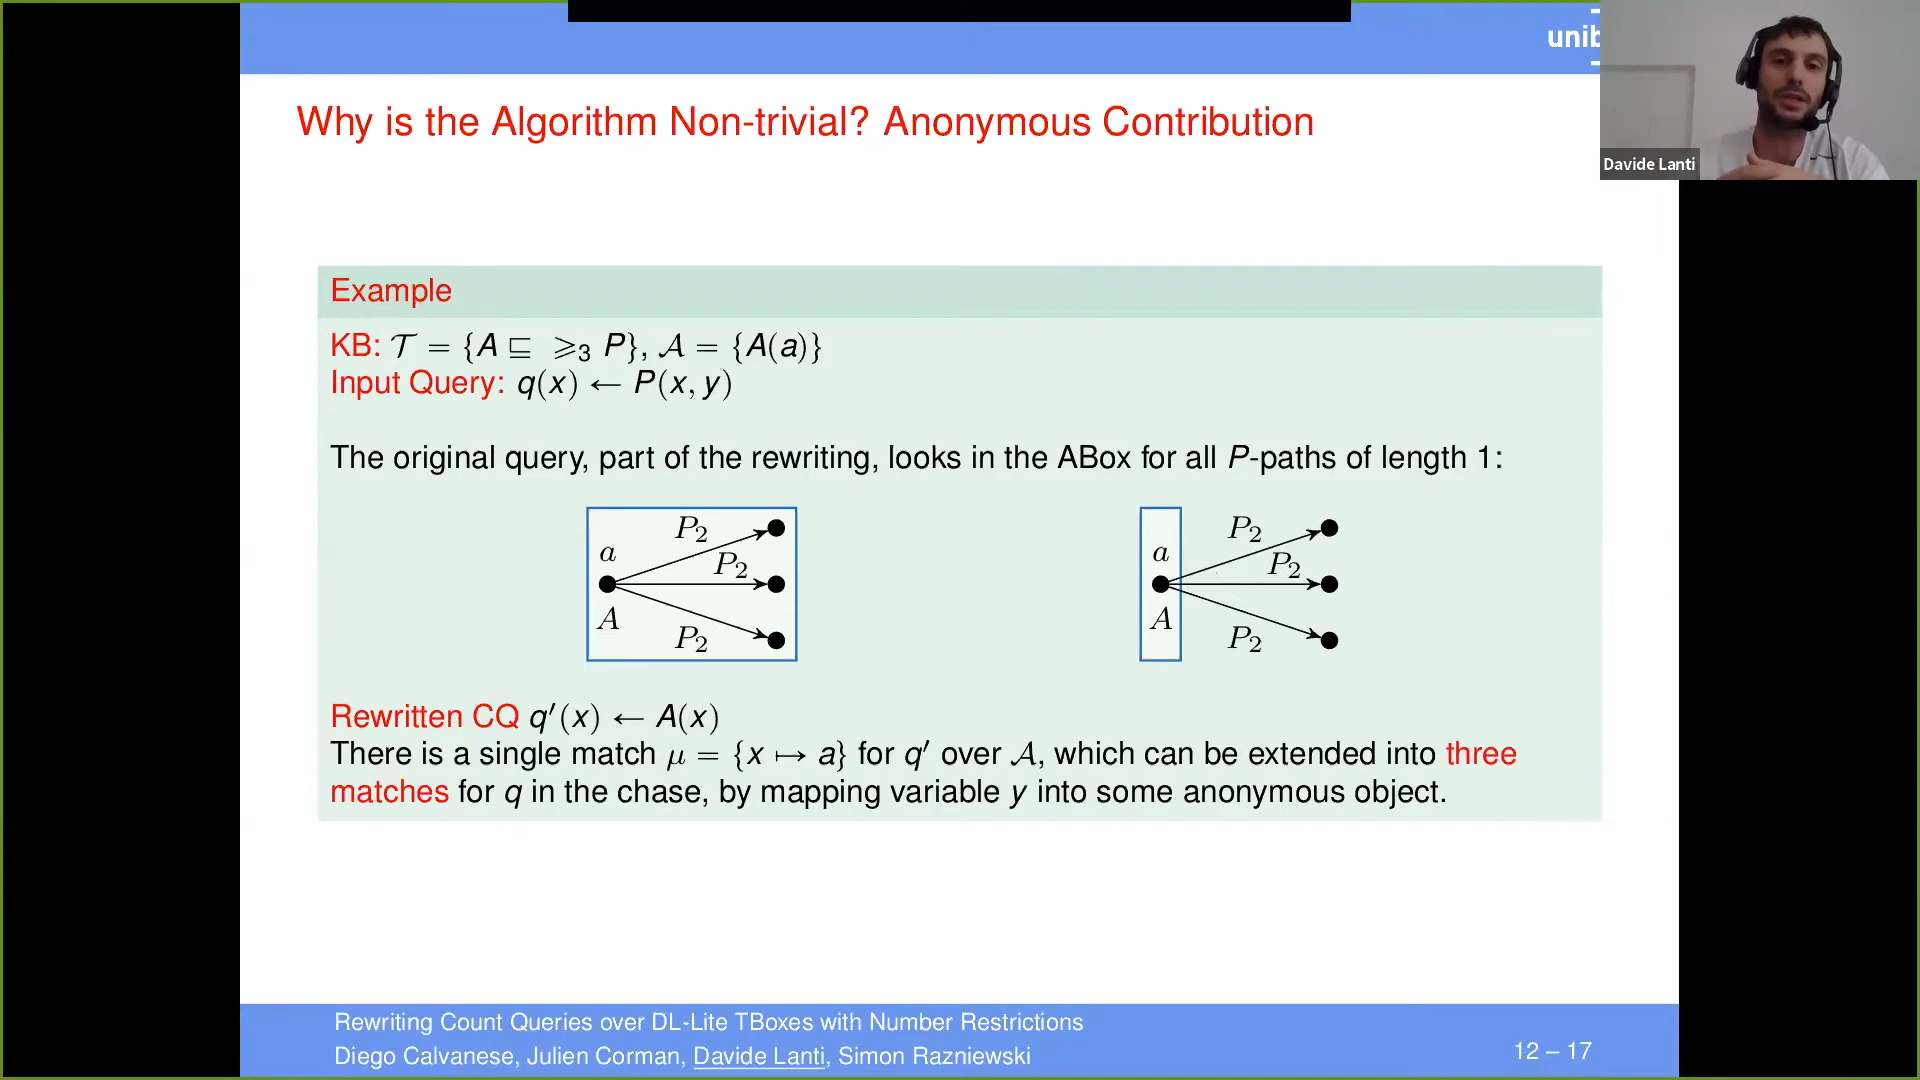 unib
Why is the Algorithm Non-trivial? Anonymous Contribution
Davide Lanti
Example
KB: 𝒯 = {A ⊑ ⩾₃ P}, 𝒜 = {A(a)}
Input Query: q(x) ← P(x, y)
The original query, part of the rewriting, looks in the ABox for all P-paths of length 1:
a
A
P₂
P₂
P₂
a
A
P₂
P₂
P₂
Rewritten CQ q′(x) ← A(x)
There is a single match μ = {x ↦ a} for q′ over 𝒜, which can be extended into three
matches for q in the chase, by mapping variable y into some anonymous object.
Rewriting Count Queries over DL-Lite TBoxes with Number Restrictions
Diego Calvanese, Julien Corman, Davide Lanti, Simon Razniewski
12 – 17